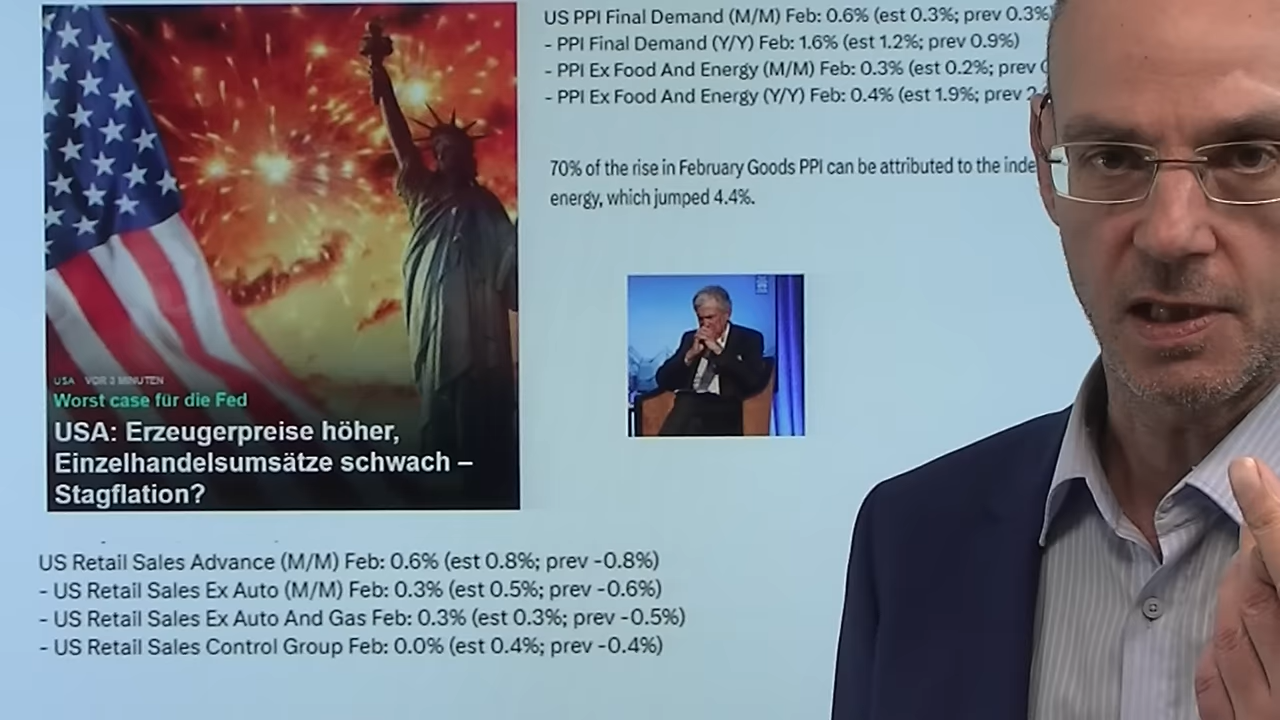 US PPI Final Demand (M/M) Feb: 0.6% (est 0.3%; prev 0.3%)
- PPI Final Demand (Y/Y) Feb: 1.6% (est 1.2%; prev 0.9%)
- PPI Ex Food And Energy (M/M) Feb: 0.3% (est 0.2%; prev
- PPI Ex Food And Energy (Y/Y) Feb: 0.4% (est 1.9%; prev
70% of the rise in February Goods PPI can be attributed to the
energy, which jumped 4.4%.
USA VOR 3 MINUTEN
Worst case für die Fed
USA: Erzeugerpreise höher,
Einzelhandelsumsätze schwach –
Stagflation?
US Retail Sales Advance (M/M) Feb: 0.6% (est 0.8%; prev -0.8%)
- US Retail Sales Ex Auto (M/M) Feb: 0.3% (est 0.5%; prev -0.6%)
- US Retail Sales Ex Auto And Gas Feb: 0.3% (est 0.3%; prev -0.5%)
- US Retail Sales Control Group Feb: 0.0% (est 0.4%; prev -0.4%)